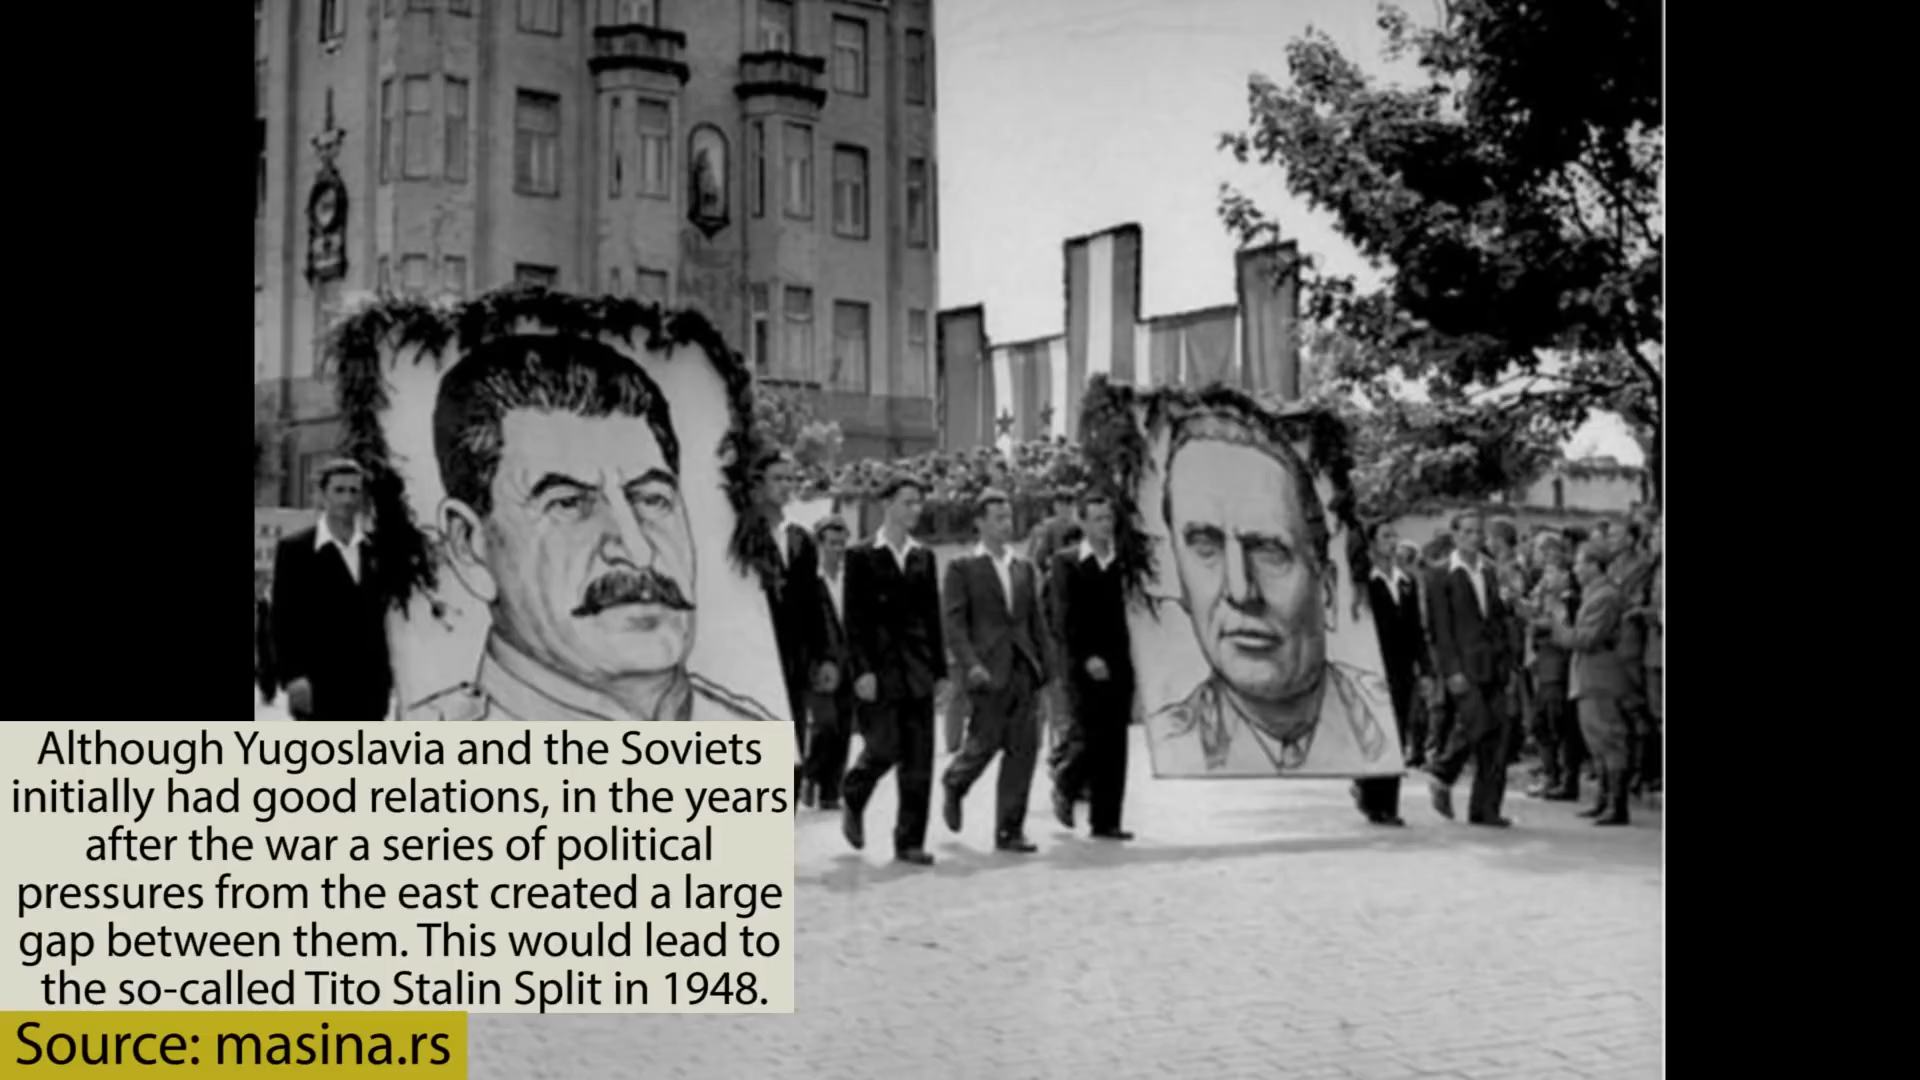 Although Yugoslavia and the Soviets
initially had good relations, in the years
after the war a series of political
pressures from the east created a large
gap between them. This would lead to
the so-called Tito Stalin Split in 1948.
Source: masina.rs